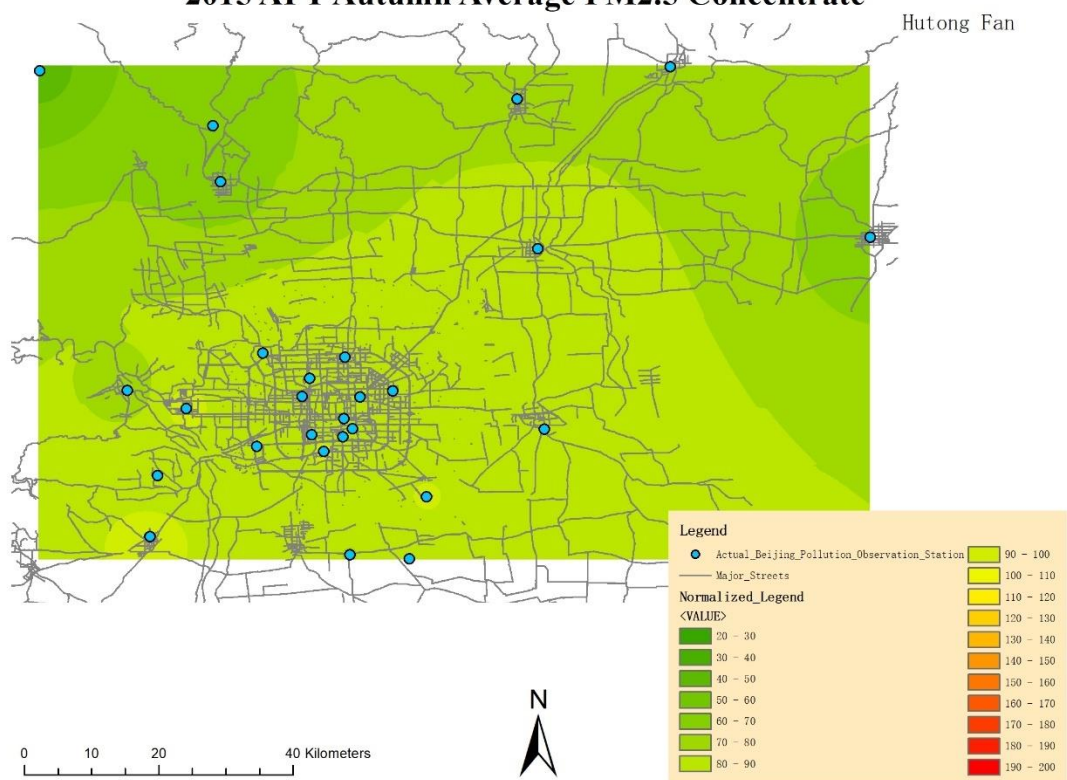 2015 API Autumn Average PM2.5 Concentrate
Hutong Fan
Legend
Actual_Beijing_Pollution_Observation_Station
Major_Streets
Normalized_Legend
<VALUE>
20 - 30
30 - 40
40 - 50
50 - 60
60 - 70
70 - 80
80 - 90
90 - 100
100 - 110
110 - 120
120 - 130
130 - 140
140 - 150
150 - 160
160 - 170
170 - 180
180 - 190
190 - 200
N
0 10 20 40 Kilometers